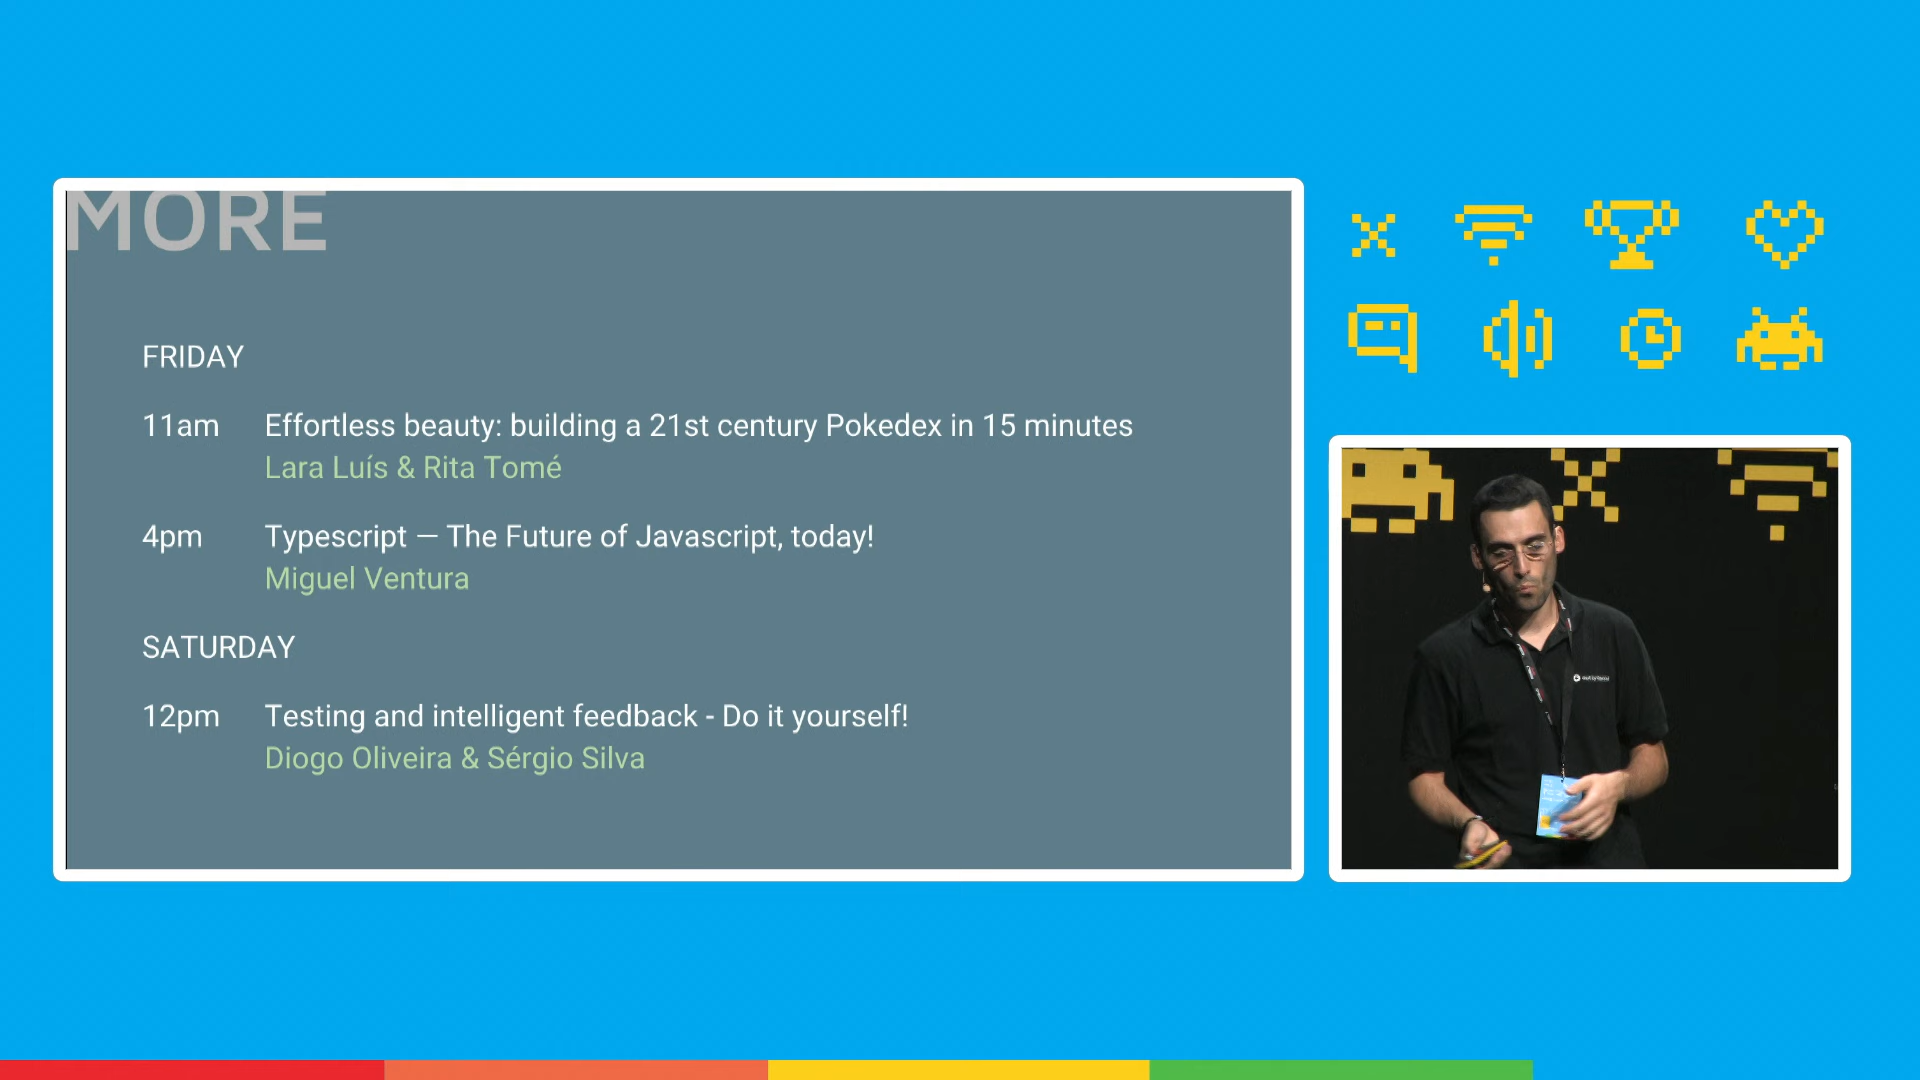 MORE
FRIDAY
11am Effortless beauty: building a 21st century Pokedex in 15 minutes
Lara Luís & Rita Tomé
4pm Typescript — The Future of Javascript, today!
Miguel Ventura
SATURDAY
12pm Testing and intelligent feedback - Do it yourself!
Diogo Oliveira & Sérgio Silva